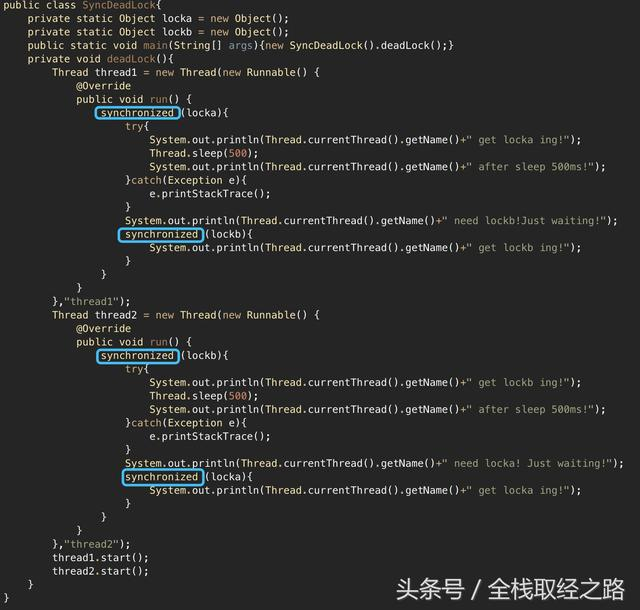 public class SyncDeadLock{
    private static Object locka = new Object();
    private static Object lockb = new Object();
    public static void main(String[] args){new SyncDeadLock().deadLock();}
    private void deadLock(){
        Thread thread1 = new Thread(new Runnable() {
            @Override
            public void run() {
                synchronized (locka){
                    try{
                        System.out.println(Thread.currentThread().getName()+" get locka ing!");
                        Thread.sleep(500);
                        System.out.println(Thread.currentThread().getName()+" after sleep 500ms!");
                    }catch(Exception e){
                        e.printStackTrace();
                    }
                    System.out.println(Thread.currentThread().getName()+" need lockb!Just waiting!");
                    synchronized (lockb){
                        System.out.println(Thread.currentThread().getName()+" get lockb ing!");
                    }
                }
            }
        },"thread1");
        Thread thread2 = new Thread(new Runnable() {
            @Override
            public void run() {
                synchronized (lockb){
                    try{
                        System.out.println(Thread.currentThread().getName()+" get lockb ing!");
                        Thread.sleep(500);
                        System.out.println(Thread.currentThread().getName()+" after sleep 500ms!");
                    }catch(Exception e){
                        e.printStackTrace();
                    }
                    System.out.println(Thread.currentThread().getName()+" need locka! Just waiting!");
                    synchronized (locka){
                        System.out.println(Thread.currentThread().getName()+" get locka ing!");
                    }
                }
            }
        },"thread2");
        thread1.start();
        thread2.start();
    }
}
头条号 / 全栈取经之路